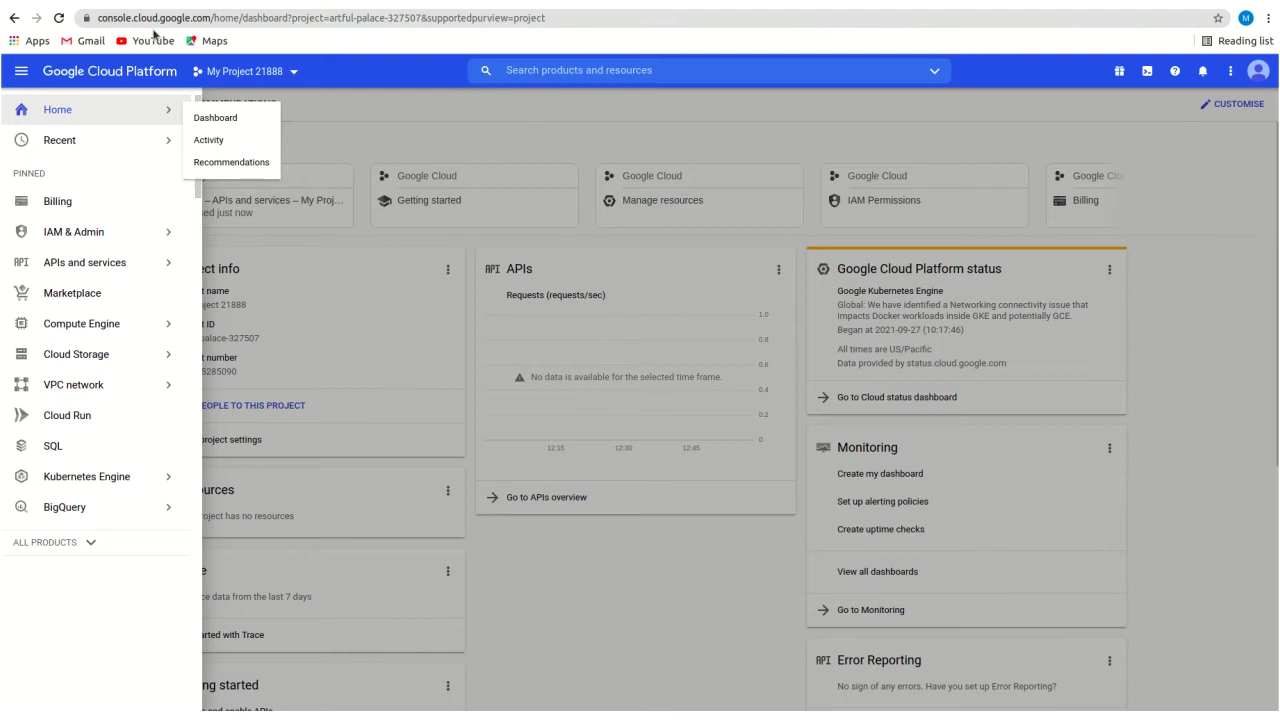 console.cloud.google.com/home/dashboard?project=artful-palace-327507&supportedpurview=project
M
Apps
Gmail
YouTube
Maps
Reading list
Google Cloud Platform
My Project 21888
Search products and resources
Home
Recent
PINNED
Billing
IAM & Admin
APIs and services
Marketplace
Compute Engine
Cloud Storage
VPC network
Cloud Run
SQL
Kubernetes Engine
BigQuery
ALL PRODUCTS
Dashboard
Activity
Recommendations
CUSTOMISE
– APIs and services – My Proj…
sed just now
Google Cloud
Getting started
Google Cloud
Manage resources
Google Cloud
IAM Permissions
Google Clo
Billing
ect info
t name
ject 21888
t ID
palace-327507
t number
5285090
EOPLE TO THIS PROJECT
project settings
ources
roject has no resources
e
ce data from the last 7 days
arted with Trace
ng started
API APIs
Requests (requests/sec)
1.0
0.8
0.6
No data is available for the selected time frame.
0.4
0.2
0
12:15 12:30 12:45
Go to APIs overview
Google Cloud Platform status
Google Kubernetes Engine
Global: We have identified a Networking connectivity issue that
impacts Docker workloads inside GKE and potentially GCE.
Began at 2021-09-27 (10:17:46)
All times are US/Pacific
Data provided by status.cloud.google.com
Go to Cloud status dashboard
Monitoring
Create my dashboard
Set up alerting policies
Create uptime checks
View all dashboards
Go to Monitoring
API Error Reporting
No sign of any errors. Have you set up Error Reporting?